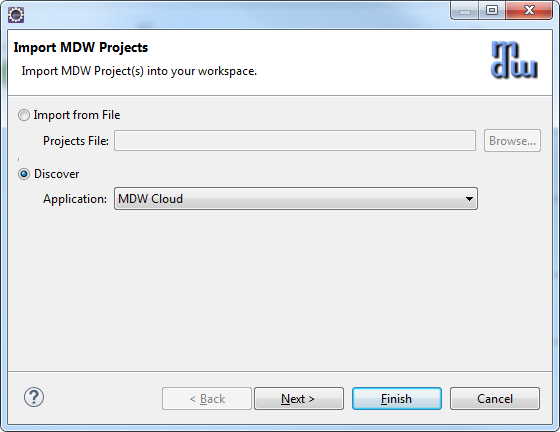 Import MDW Projects
Import MDW Project(s) into your workspace.
mdw
Import from File
Projects File:
Browse...
Discover
Application:
MDW Cloud
?
< Back
Next >
Finish
Cancel